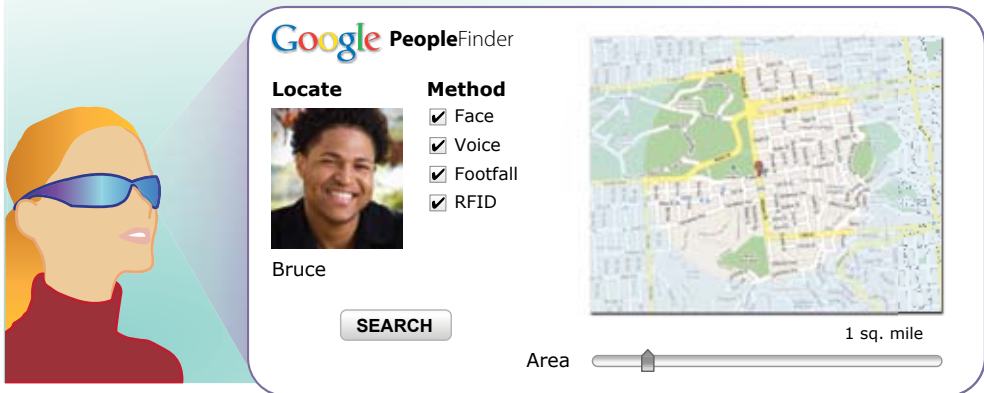 Google PeopleFinder
Locate
Method
Face
Voice
Footfall
RFID
Bruce
SEARCH
1 sq. mile
Area